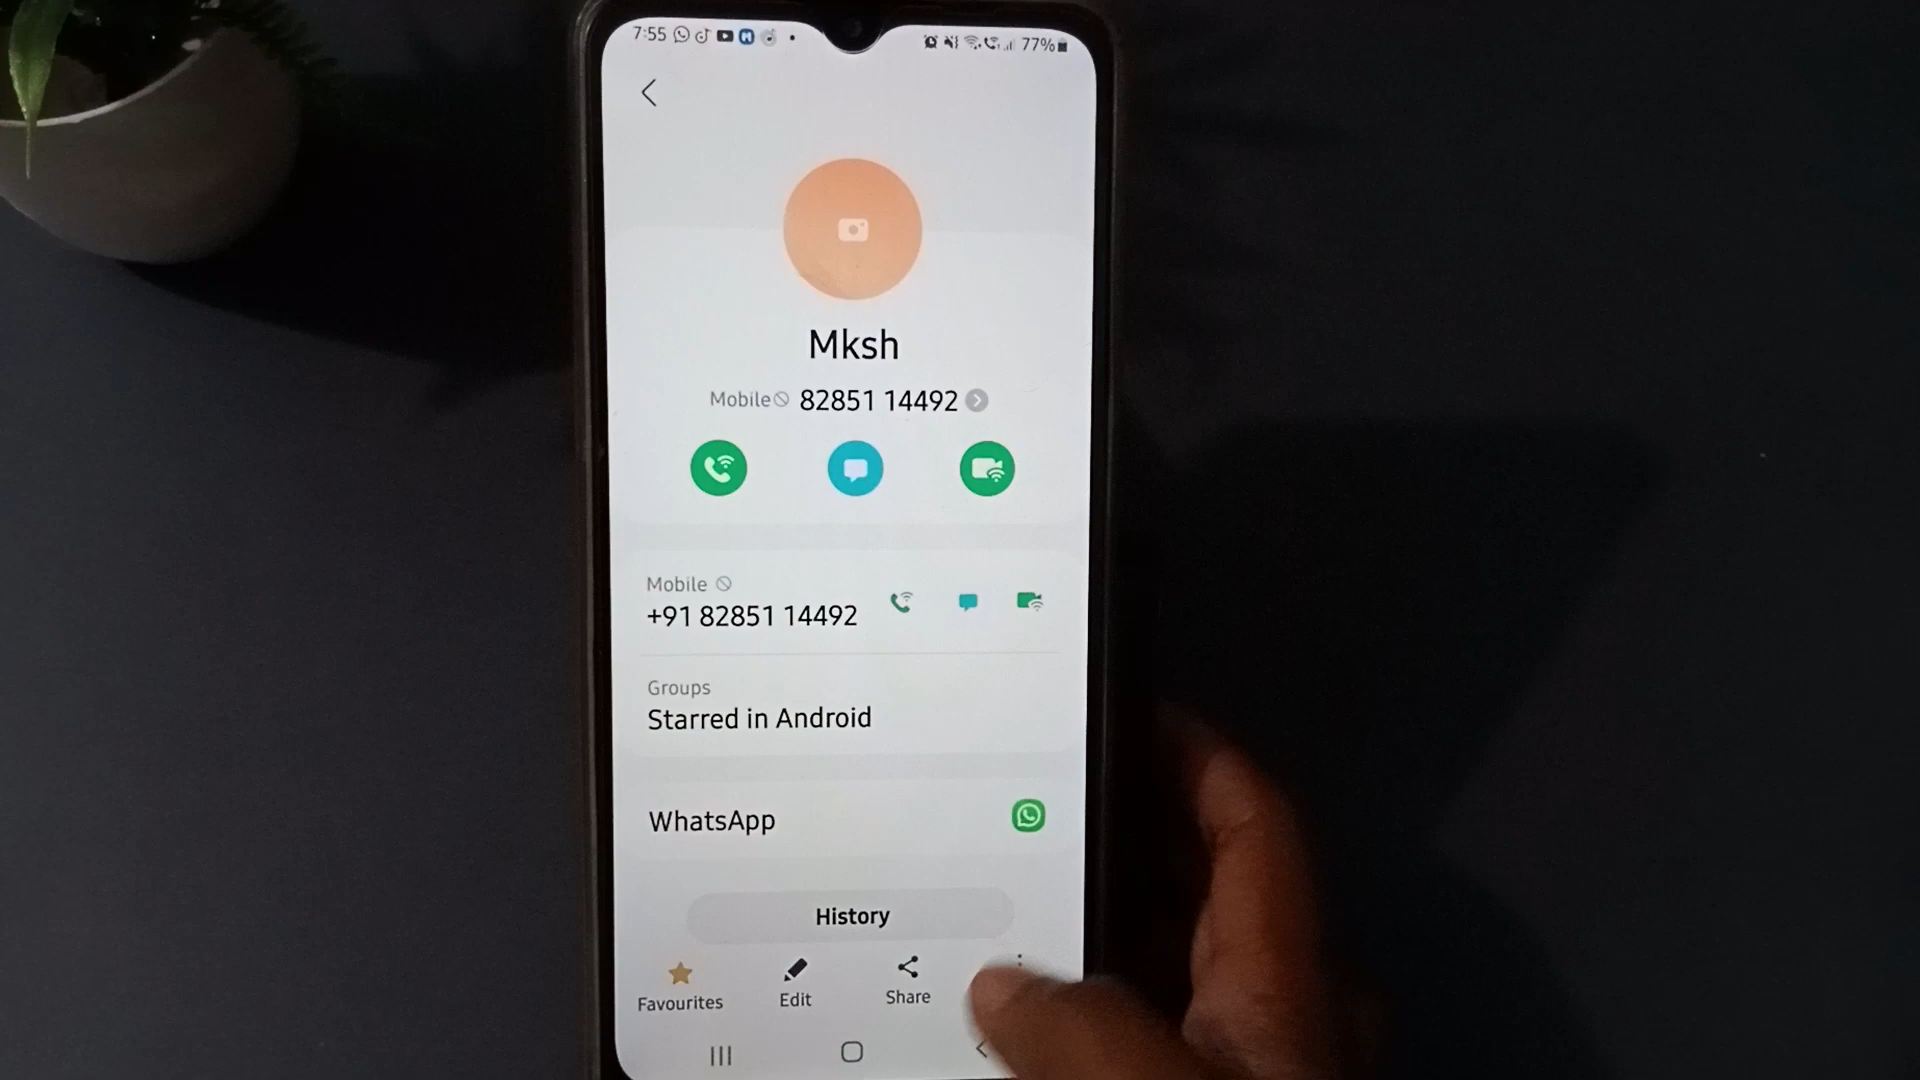 7:55 77%
Mksh
Mobile 82851 14492
Mobile
+91 82851 14492
Groups
Starred in Android
WhatsApp
History
Favourites Edit Share